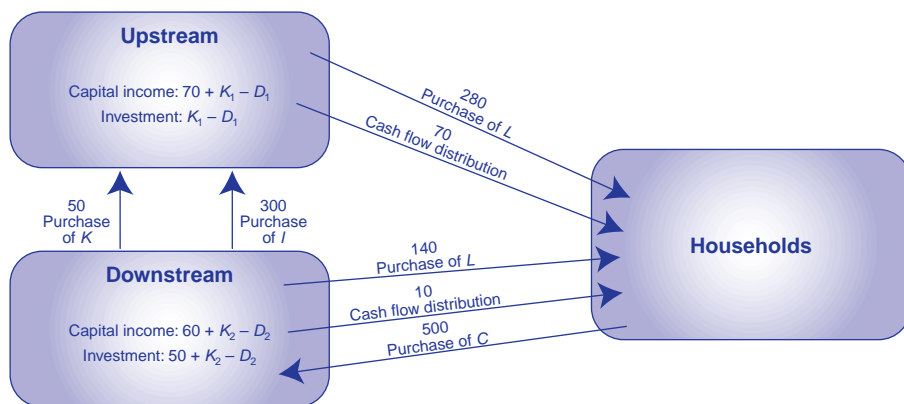 Upstream
Capital income: 70 + K₁ – D₁
Investment: K₁ – D₁
280
Purchase of L
70
Cash flow distribution
50
Purchase
of K
300
Purchase
of I
Households
Downstream
Capital income: 60 + K₂ – D₂
Investment: 50 + K₂ – D₂
140
Purchase of L
10
Cash flow distribution
500
Purchase of C